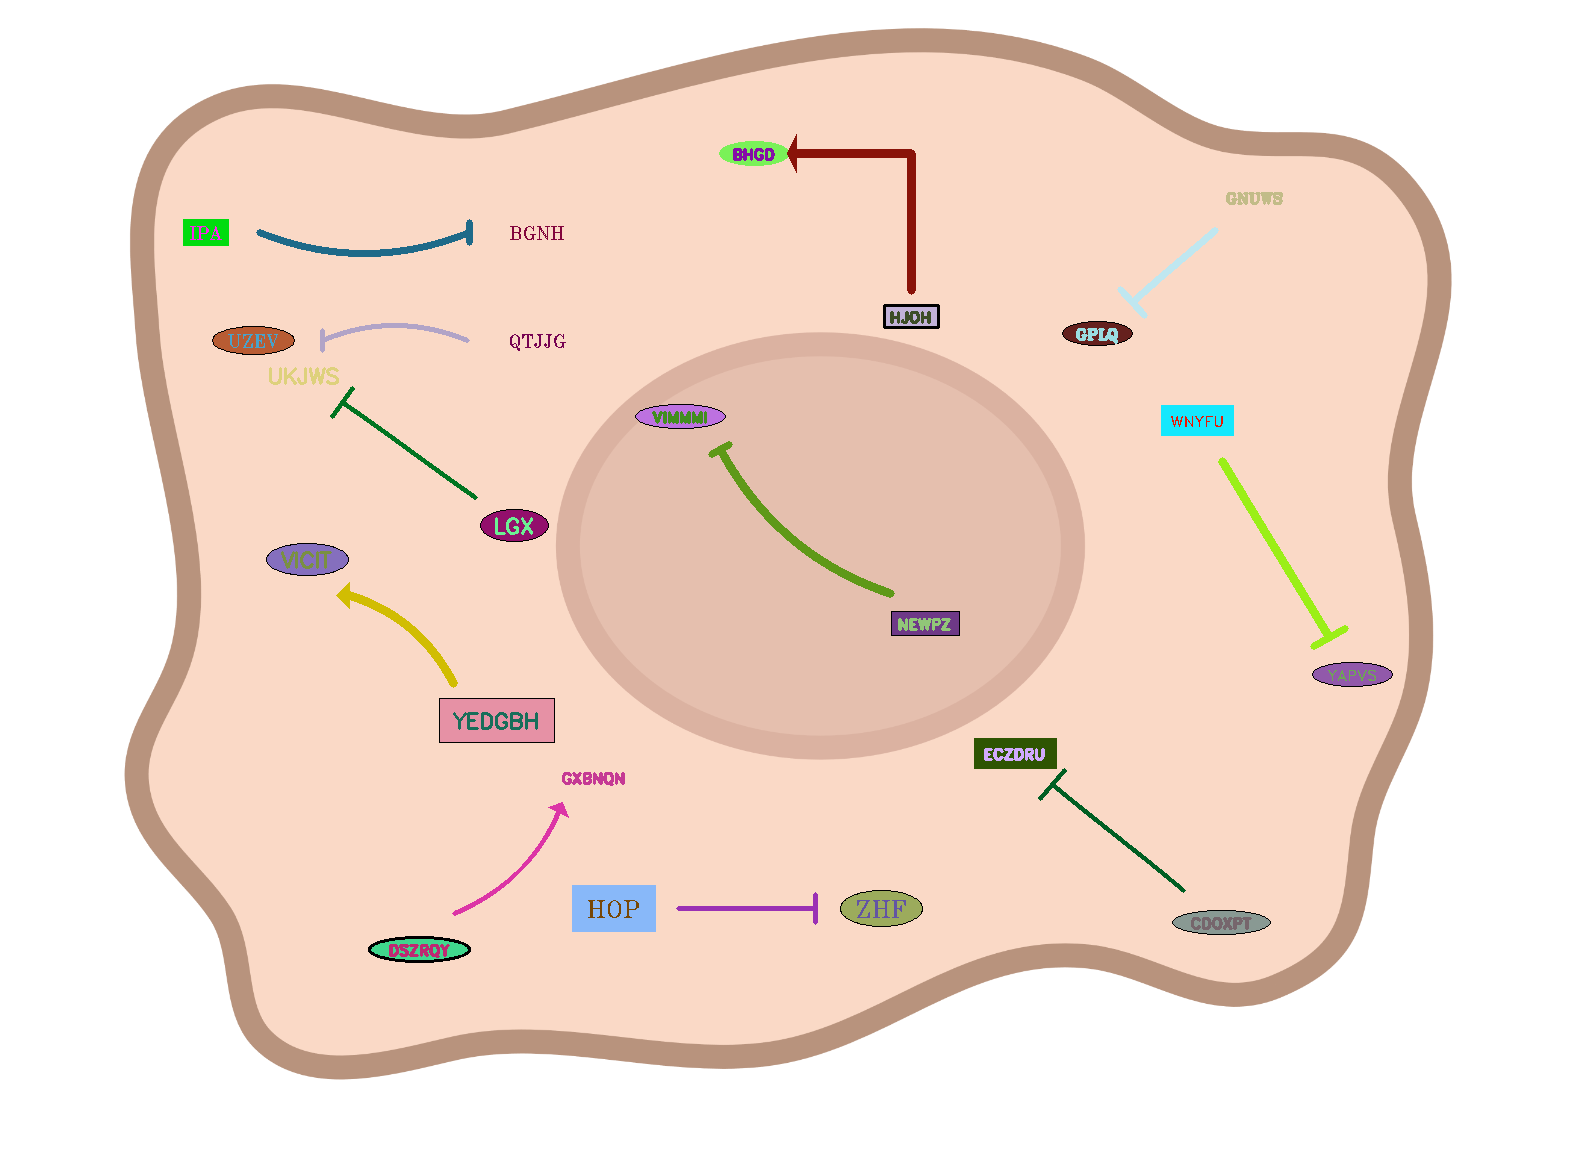 BHGD
GNUWS
BGNH
HJOH
GPLQ
UZEV
QTJJG
UKJWS
VIMMMI
WNYFU
LGX
VICIT
NEWPZ
YAPVS
YEDGBH
ECZDRU
GXBNQN
HOP
ZHF
CDOXPT
DSZRQY